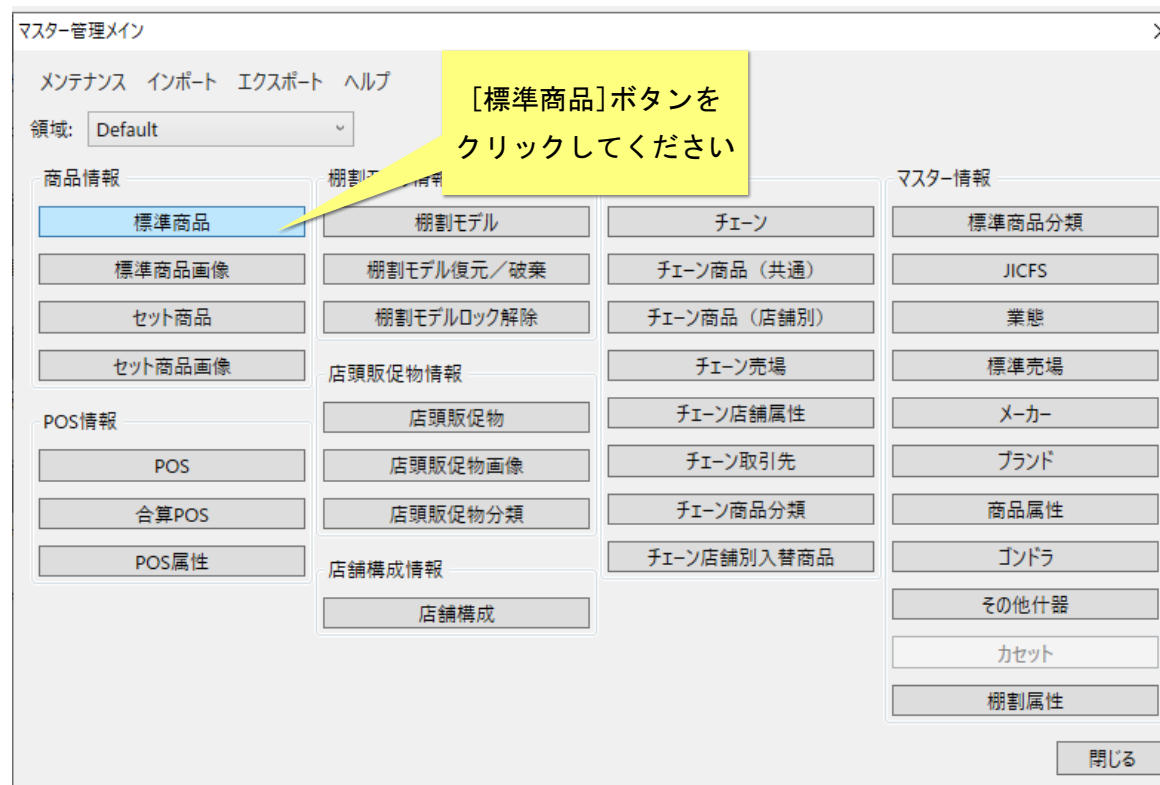 マスター管理メイン
メンテナンス インポート エクスポート ヘルプ
[標準商品]ボタンを
クリックしてください
領域: Default
商品情報
標準商品
標準商品画像
セット商品
セット商品画像
POS情報
POS
合算POS
POS属性
棚割モデル
棚割モデル復元／破棄
棚割モデルロック解除
店頭販促物情報
店頭販促物
店頭販促物画像
店頭販促物分類
店舗構成情報
店舗構成
チェーン
チェーン商品（共通）
チェーン商品（店舗別）
チェーン売場
チェーン店舗属性
チェーン取引先
チェーン商品分類
チェーン店舗別入替商品
マスター情報
標準商品分類
JICFS
業態
標準売場
メーカー
ブランド
商品属性
ゴンドラ
その他什器
カセット
棚割属性
閉じる